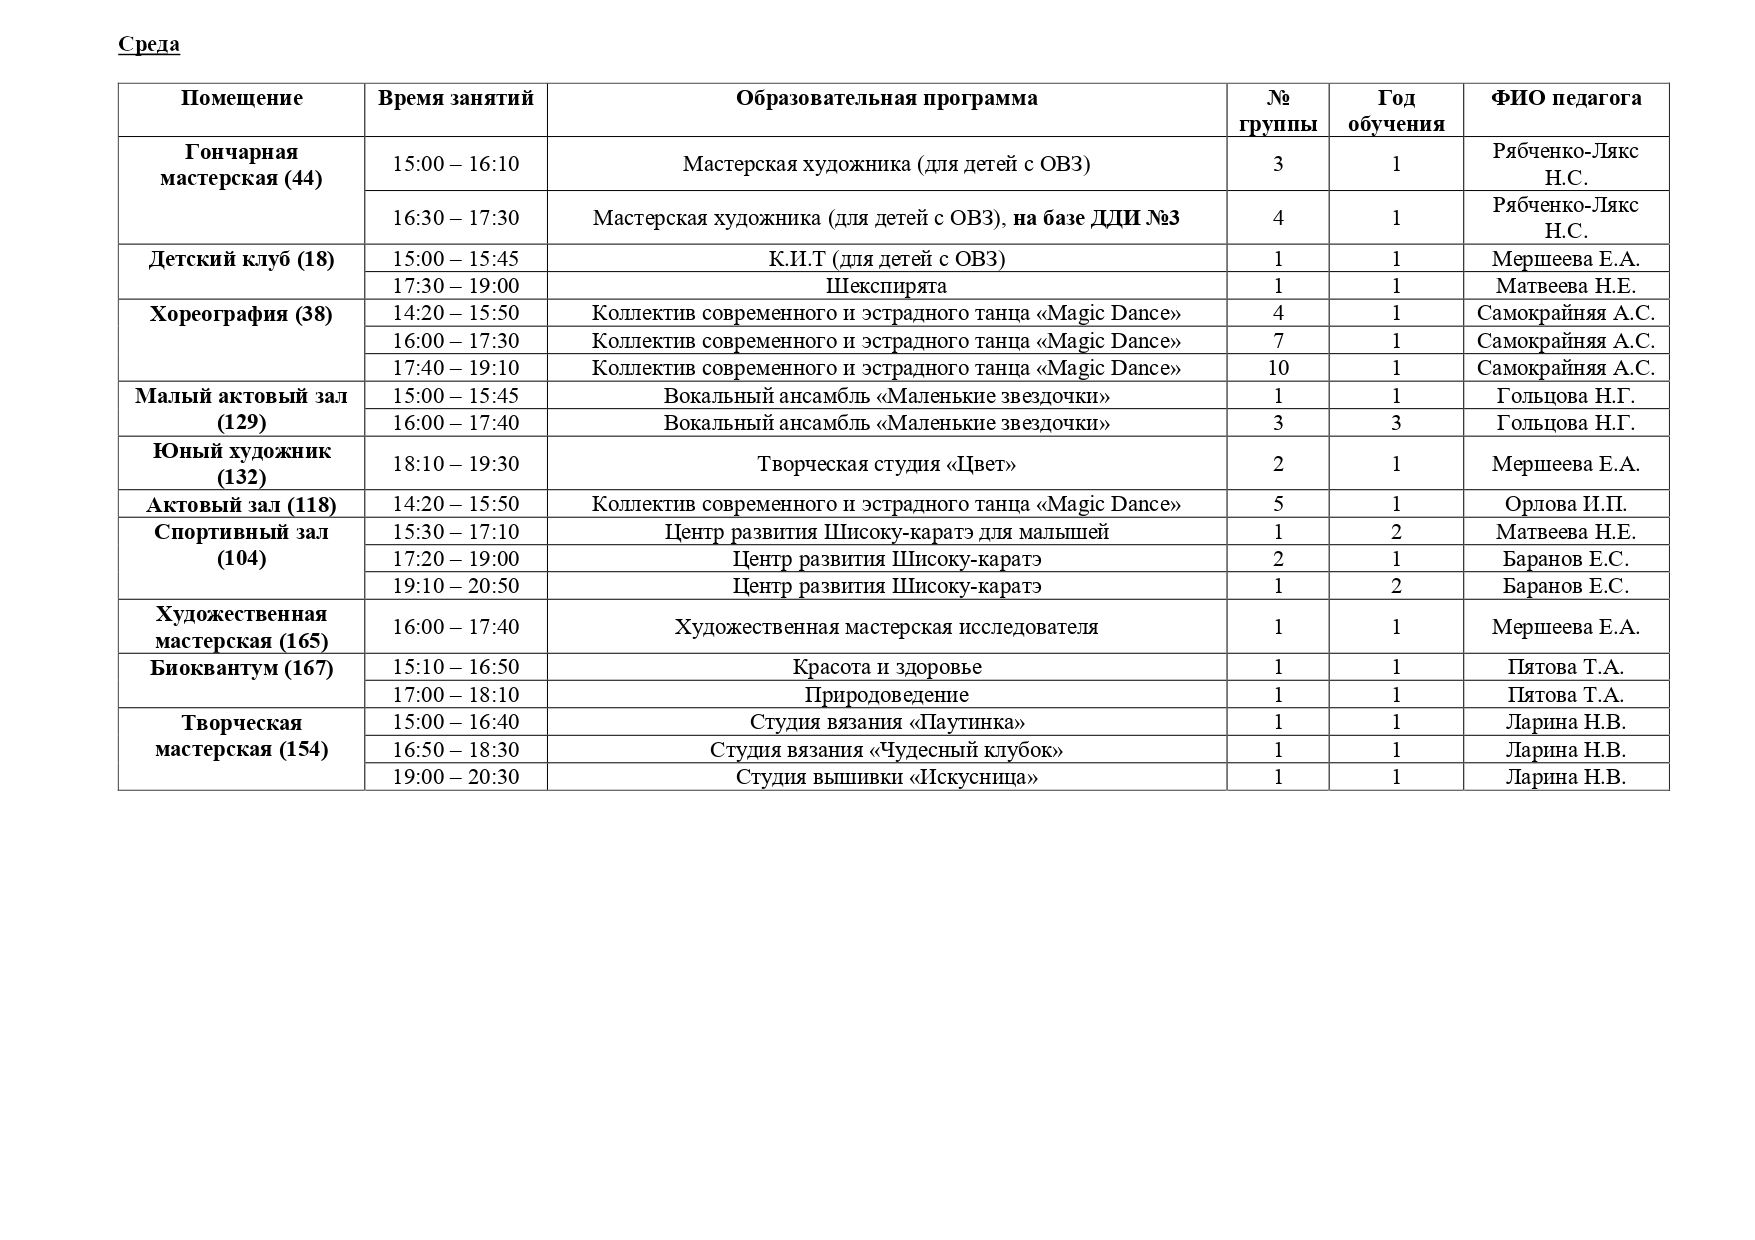 Среда
Помещение Время занятий Образовательная программа № группы Год обучения ФИО педагога
Гончарная мастерская (44) 15:00 – 16:10 Мастерская художника (для детей с ОВЗ) 3 1 Рябченко-Лякс Н.С.
16:30 – 17:30 Мастерская художника (для детей с ОВЗ), на базе ДДИ №3 4 1 Рябченко-Лякс Н.С.
Детский клуб (18) 15:00 – 15:45 К.И.Т (для детей с ОВЗ) 1 1 Мершеева Е.А.
17:30 – 19:00 Шекспирята 1 1 Матвеева Н.Е.
Хореография (38) 14:20 – 15:50 Коллектив современного и эстрадного танца «Magic Dance» 4 1 Самокрайняя А.С.
16:00 – 17:30 Коллектив современного и эстрадного танца «Magic Dance» 7 1 Самокрайняя А.С.
17:40 – 19:10 Коллектив современного и эстрадного танца «Magic Dance» 10 1 Самокрайняя А.С.
Малый актовый зал (129) 15:00 – 15:45 Вокальный ансамбль «Маленькие звездочки» 1 1 Гольцова Н.Г.
16:00 – 17:40 Вокальный ансамбль «Маленькие звездочки» 3 3 Гольцова Н.Г.
Юный художник (132) 18:10 – 19:30 Творческая студия «Цвет» 2 1 Мершеева Е.А.
Актовый зал (118) 14:20 – 15:50 Коллектив современного и эстрадного танца «Magic Dance» 5 1 Орлова И.П.
Спортивный зал (104) 15:30 – 17:10 Центр развития Шисоку-каратэ для малышей 1 2 Матвеева Н.Е.
17:20 – 19:00 Центр развития Шисоку-каратэ 2 1 Баранов Е.С.
19:10 – 20:50 Центр развития Шисоку-каратэ 1 2 Баранов Е.С.
Художественная мастерская (165) 16:00 – 17:40 Художественная мастерская исследователя 1 1 Мершеева Е.А.
Биоквантум (167) 15:10 – 16:50 Красота и здоровье 1 1 Пятова Т.А.
17:00 – 18:10 Природоведение 1 1 Пятова Т.А.
Творческая мастерская (154) 15:00 – 16:40 Студия вязания «Паутинка» 1 1 Ларина Н.В.
16:50 – 18:30 Студия вязания «Чудесный клубок» 1 1 Ларина Н.В.
19:00 – 20:30 Студия вышивки «Искусница» 1 1 Ларина Н.В.